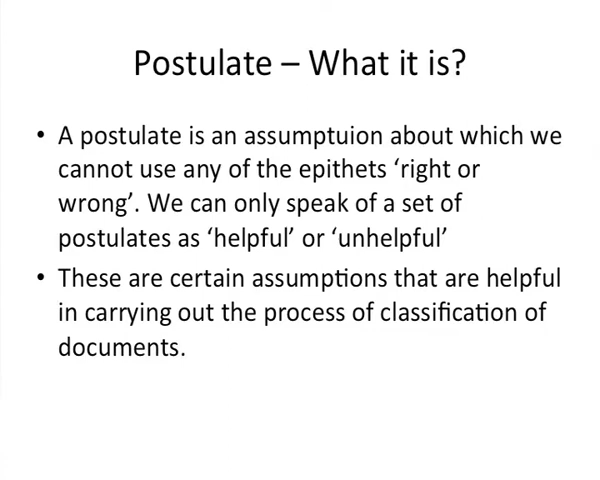 Postulate – What it is?
• A postulate is an assumptuion about which we
cannot use any of the epithets ‘right or
wrong’. We can only speak of a set of
postulates as ‘helpful’ or ‘unhelpful’
• These are certain assumptions that are helpful
in carrying out the process of classification of
documents.